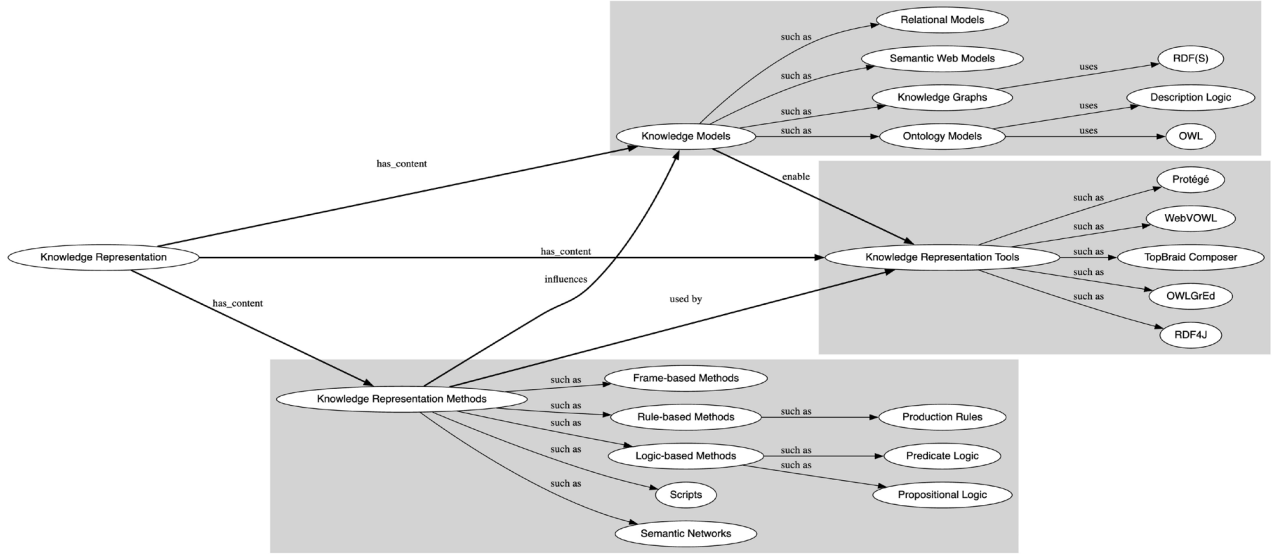 Relational Models
such as
Semantic Web Models
RDF(S)
such as
uses
Knowledge Graphs
Description Logic
such as
uses
Knowledge Models
such as
Ontology Models
uses
OWL
has_content
enable
Protégé
such as
WebVOWL
such as
Knowledge Representation
has_content
Knowledge Representation Tools
such as
TopBraid Composer
such as
influences
OWLGrEd
has_content
used by
such as
RDF4J
Frame-based Methods
such as
Knowledge Representation Methods
such as
Rule-based Methods
such as
Production Rules
such as
Logic-based Methods
such as
Predicate Logic
such as
such as
Scripts
Propositional Logic
such as
Semantic Networks